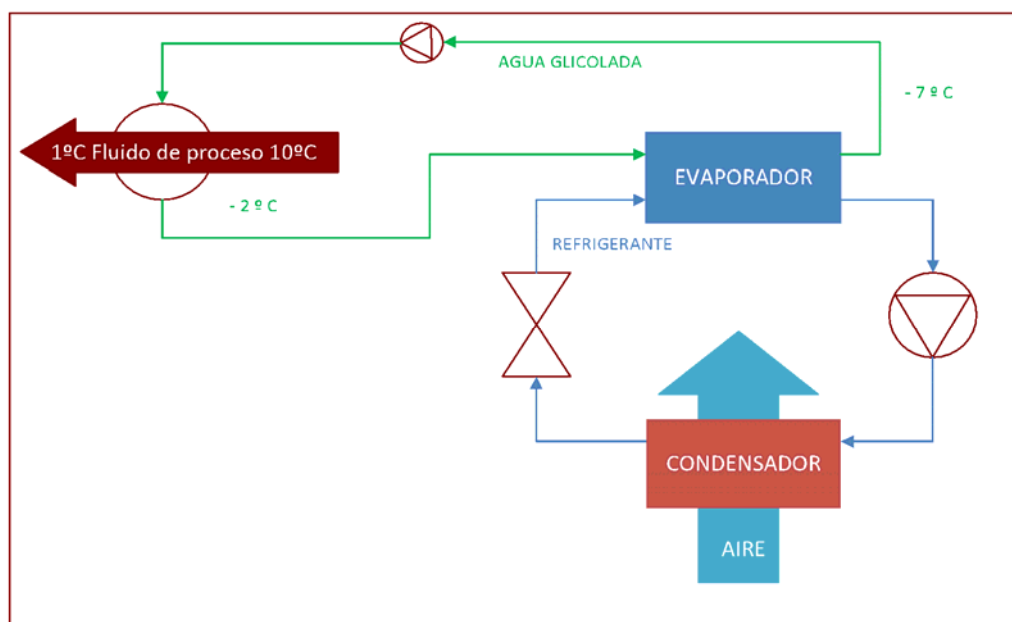 AGUA GLICOLADA
- 7 º C
1ºC Fluido de proceso 10ºC
EVAPORADOR
- 2 º C
REFRIGERANTE
CONDENSADOR
AIRE